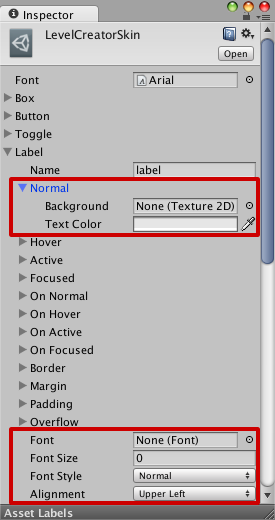 Inspector
LevelCreatorSkin
Open
Font Arial
Box
Button
Toggle
Label
Name label
Normal
Background None (Texture 2D)
Text Color
Hover
Active
Focused
On Normal
On Hover
On Active
On Focused
Border
Margin
Padding
Overflow
Font None (Font)
Font Size 0
Font Style Normal
Alignment Upper Left
Asset Labels